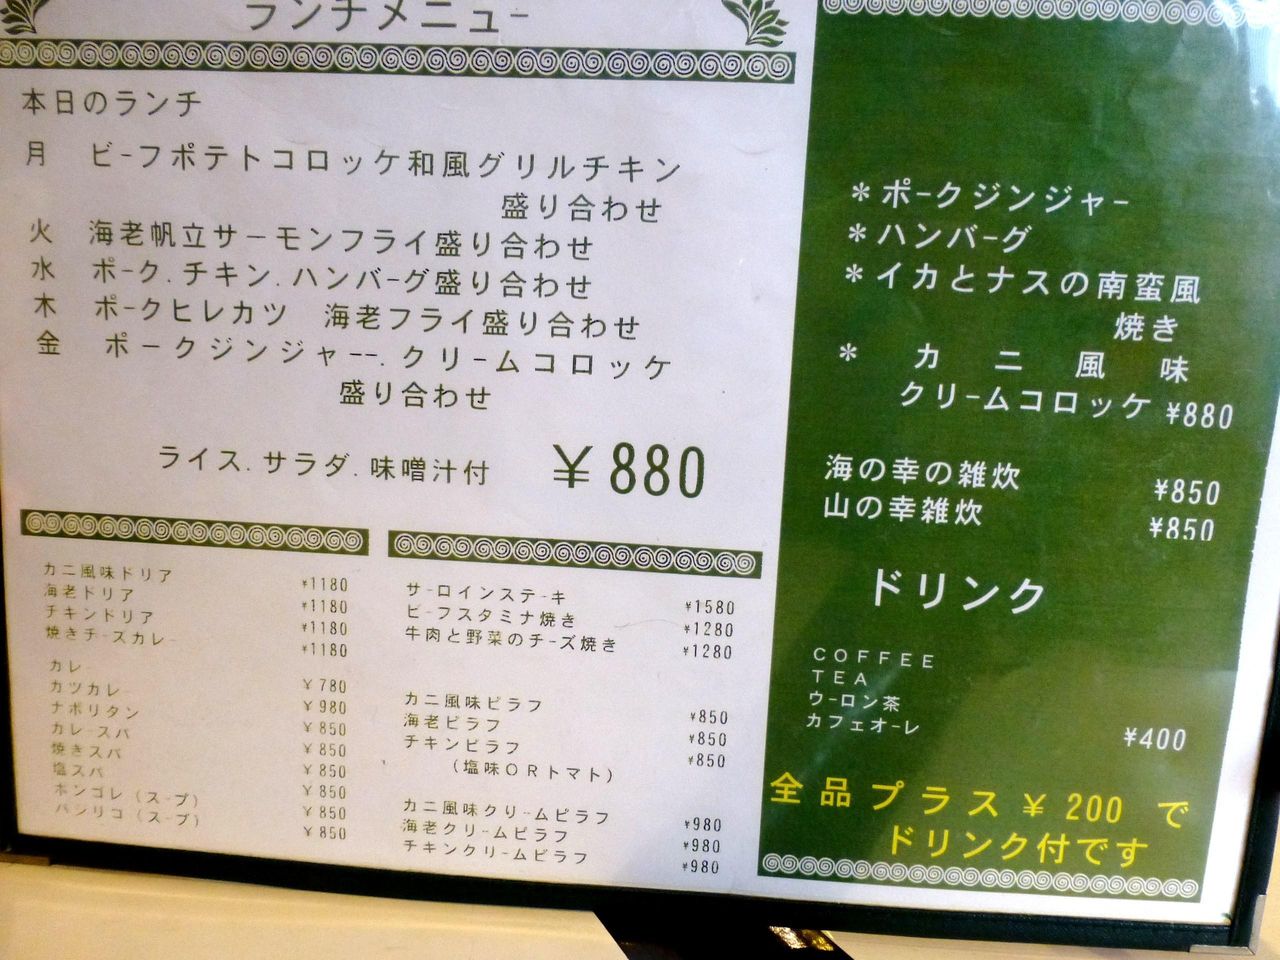 ランチメニュー
本日のランチ
月 ビーフポテトコロッケ和風グリルチキン
盛り合わせ
火 海老帆立サーモンフライ盛り合わせ
水 ポーク.チキン.ハンバーグ盛り合わせ
木 ポークヒレカツ 海老フライ盛り合わせ
金 ポークジンジャーー.クリームコロッケ
盛り合わせ
ライス.サラダ.味噌汁付 ¥880
カニ風味ドリア ¥1180
海老ドリア ¥1180
チキンドリア ¥1180
焼きチーズカレー ¥1180
カレー ¥780
カツカレー ¥980
ナポリタン ¥850
カレースパ ¥850
焼きスパ ¥850
塩スパ ¥850
ボンゴレ(スープ) ¥850
バジリコ(スープ) ¥850
サーロインステーキ ¥1580
ビーフスタミナ焼き ¥1280
牛肉と野菜のチーズ焼き ¥1280
カニ風味ピラフ ¥850
海老ピラフ ¥850
チキンピラフ ¥850
(塩味ORトマト)
カニ風味クリームピラフ ¥980
海老クリームピラフ ¥980
チキンクリームピラフ ¥980
*ポークジンジャー
*ハンバーグ
*イカとナスの南蛮風
焼き
* カニ風味
クリームコロッケ ¥880
海の幸の雑炊 ¥850
山の幸雑炊 ¥850
ドリンク
COFFEE
TEA
ウーロン茶
カフェオーレ ¥400
全品プラス¥200で
ドリンク付です